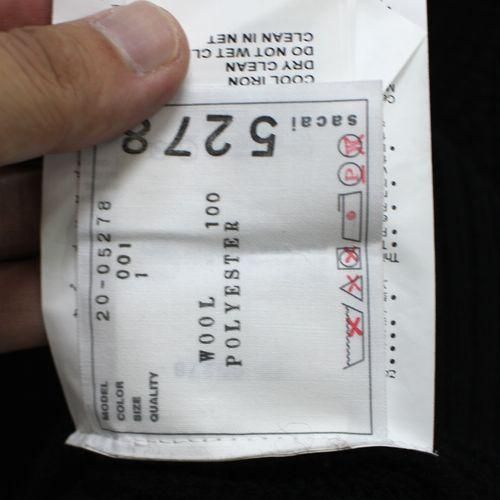 COOL IRON
DRY CLEAN
DO NOT WET CL
CLEAN IN NET
sacai
5278
MODEL 20-05278
COLOR 001
SIZE 1
QUALITY
WOOL 100
POLYESTER
W
P